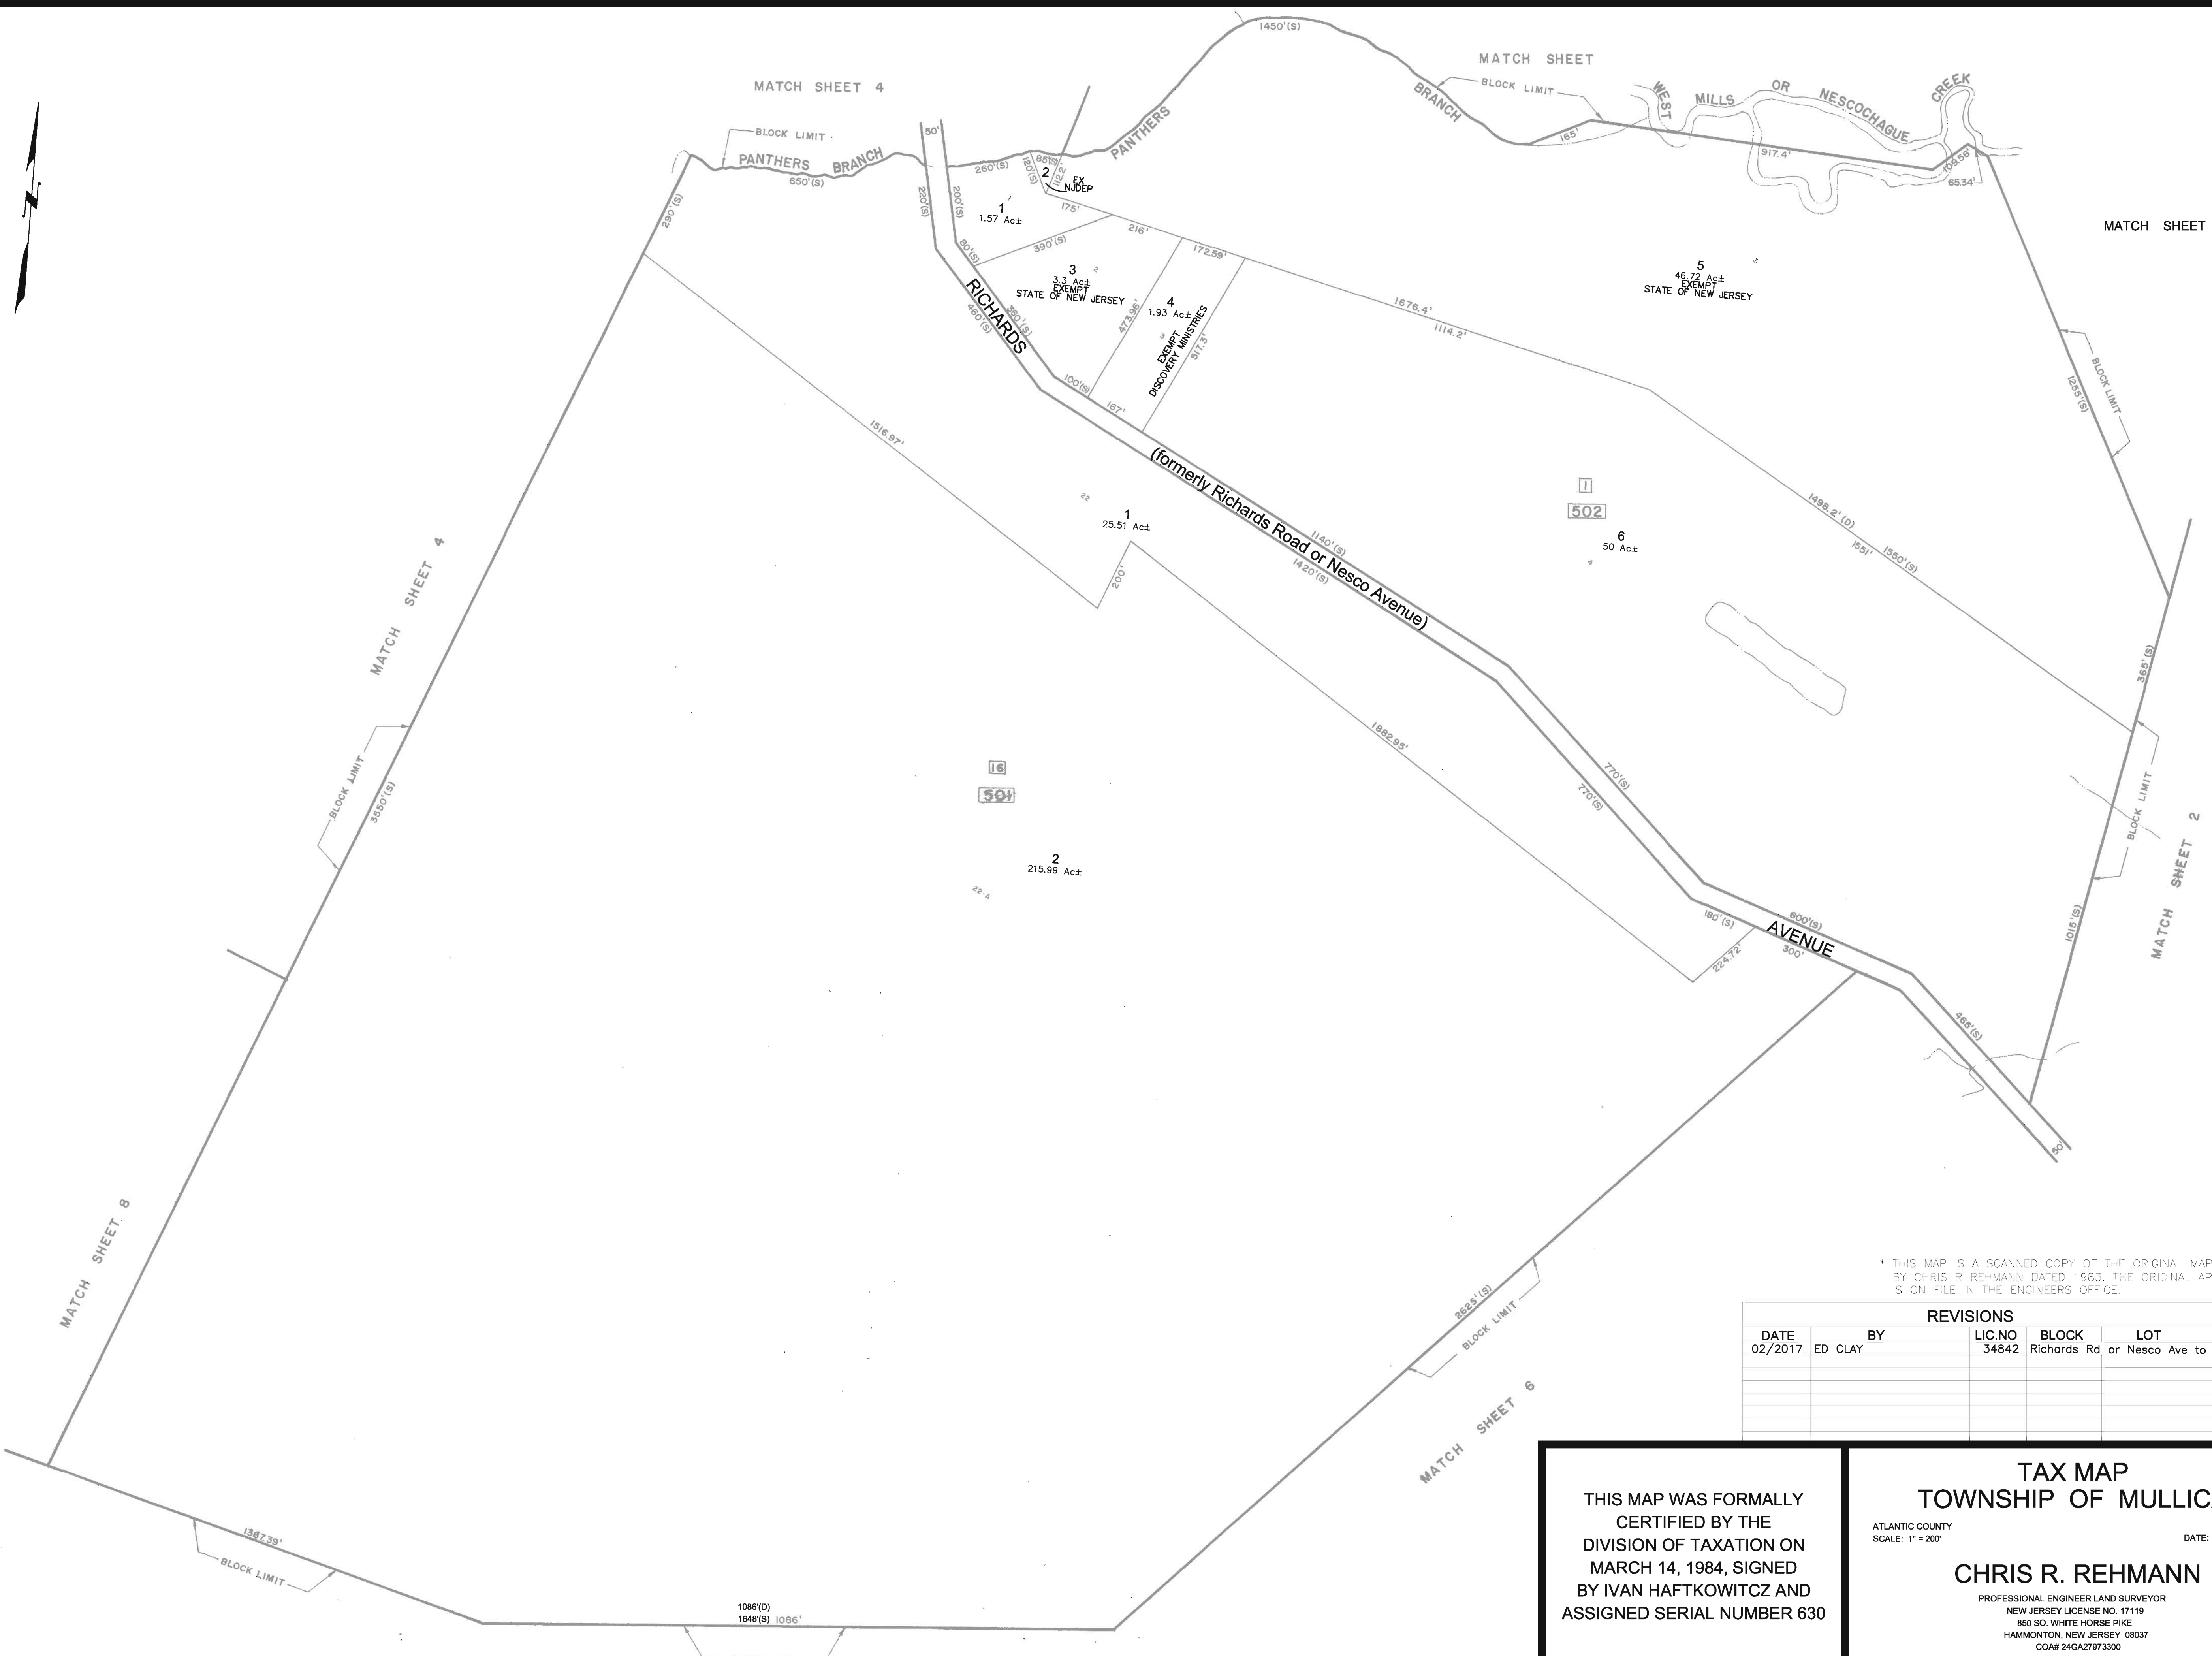 1450'(S)
MATCH SHEET
MATCH SHEET 4
BLOCK LIMIT
WEST
MILLS
OR
NESCOCHAGUE
CREEK
BRANCH
PANTHERS
50'
BLOCK LIMIT
PANTHERS BRANCH
650'(S)
165'
917.4'
109.56'
65.34'
260'(S)
120'(S)
85'(S)
2
112.2'
EX
NJDEP
290'(S)
220'(S)
200'(S)
1
1.57 Ac±
175'
216'
MATCH SHEET
80'(S)
390'(S)
172.59'
3
2
3.3 Ac±
EXEMPT
STATE OF NEW JERSEY
5
2
46.72 Ac±
EXEMPT
STATE OF NEW JERSEY
RICHARDS
460'(S)
360'(S)
473.96'
4
1.93 Ac±
3
EXEMPT
DISCOVERY MINISTRIES
517.3'
1676.4'
1114.2'
BLOCK LIMIT
1255'(S)
100'(S)
167'
1516.97'
(formerly Richards Road or Nesco Avenue)
22
1
25.51 Ac±
1
502
6
50 Ac±
4
1498.2' (D)
1551'
1550'(S)
1140'(S)
1420'(S)
200'
MATCH SHEET 4
365'(S)
1882.95'
16
501
770'(S)
770'(S)
BLOCK LIMIT
3550'(S)
BLOCK LIMIT
MATCH SHEET 2
2
215.99 Ac±
22-A
180'(S)
600'(S)
AVENUE
300'
224.72'
1015'(S)
465'(S)
50'
MATCH SHEET 8
2625'(S)
BLOCK LIMIT
MATCH SHEET 6
* THIS MAP IS A SCANNED COPY OF THE ORIGINAL MAP
BY CHRIS R REHMANN DATED 1983. THE ORIGINAL AP
IS ON FILE IN THE ENGINEERS OFFICE.
REVISIONS
DATE BY LIC.NO BLOCK LOT
02/2017 ED CLAY 34842 Richards Rd or Nesco Ave to
1387.39'
BLOCK LIMIT
1086'(D)
1648'(S) 1086'
THIS MAP WAS FORMALLY
CERTIFIED BY THE
DIVISION OF TAXATION ON
MARCH 14, 1984, SIGNED
BY IVAN HAFTKOWITCZ AND
ASSIGNED SERIAL NUMBER 630
TAX MAP
TOWNSHIP OF MULLIC
ATLANTIC COUNTY
SCALE: 1" = 200'
DATE:
CHRIS R. REHMANN
PROFESSIONAL ENGINEER LAND SURVEYOR
NEW JERSEY LICENSE NO. 17119
850 SO. WHITE HORSE PIKE
HAMMONTON, NEW JERSEY 08037
COA# 24GA27973300